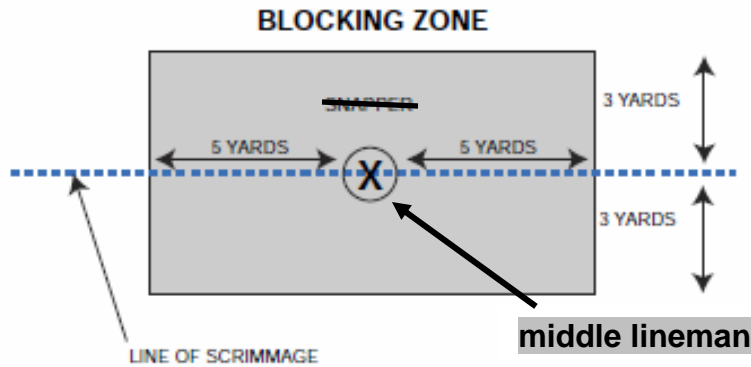 BLOCKING ZONE
SNAPPER
3 YARDS
5 YARDS
5 YARDS
X
3 YARDS
middle lineman
LINE OF SCRIMMAGE